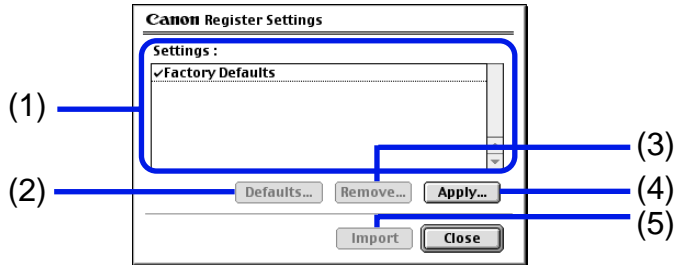 Canon Register Settings
Settings :
✓Factory Defaults
(1)
(3)
(2)
Defaults... Remove... Apply...
(4)
(5)
Import Close